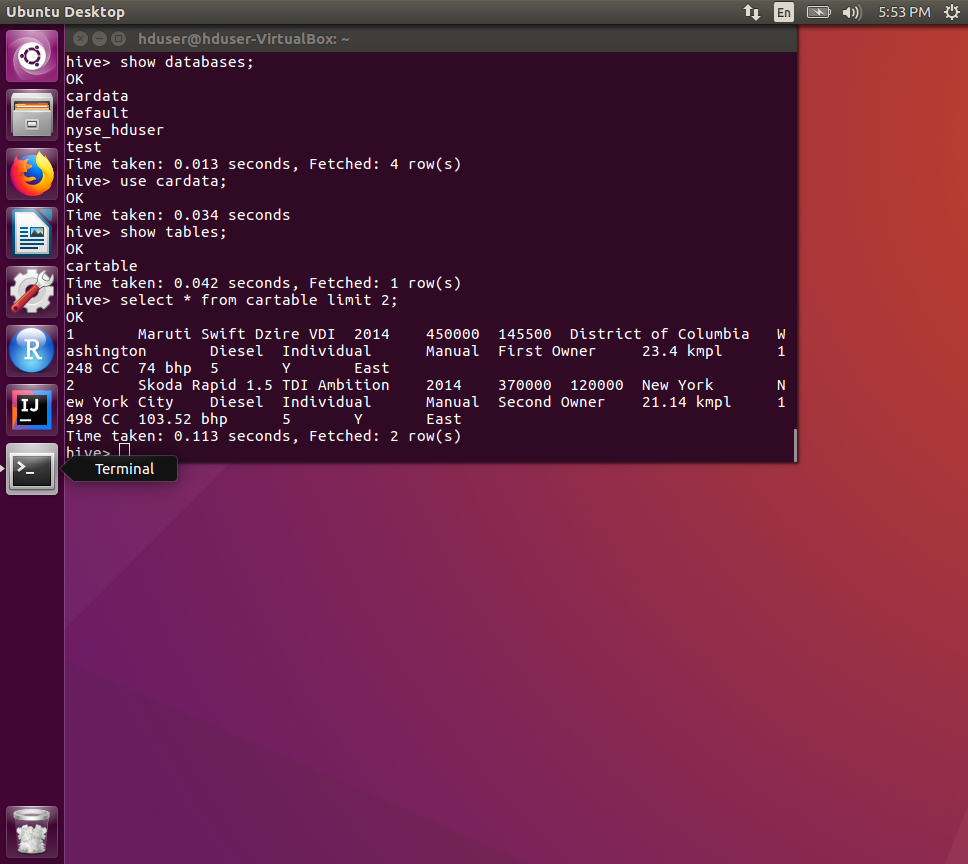 Ubuntu Desktop
En
5:53 PM
hduser@hduser-VirtualBox: ~
hive> show databases;
OK
cardata
default
nyse_hduser
test
Time taken: 0.013 seconds, Fetched: 4 row(s)
hive> use cardata;
OK
Time taken: 0.034 seconds
hive> show tables;
OK
cartable
Time taken: 0.042 seconds, Fetched: 1 row(s)
hive> select * from cartable limit 2;
OK
1 Maruti Swift Dzire VDI 2014 450000 145500 District of Columbia W
ashington Diesel Individual Manual First Owner 23.4 kmpl 1
248 CC 74 bhp 5 Y East
2 Skoda Rapid 1.5 TDI Ambition 2014 370000 120000 New York N
ew York City Diesel Individual Manual Second Owner 21.14 kmpl 1
498 CC 103.52 bhp 5 Y East
Time taken: 0.113 seconds, Fetched: 2 row(s)
hive>
R
IJ
>_
Terminal